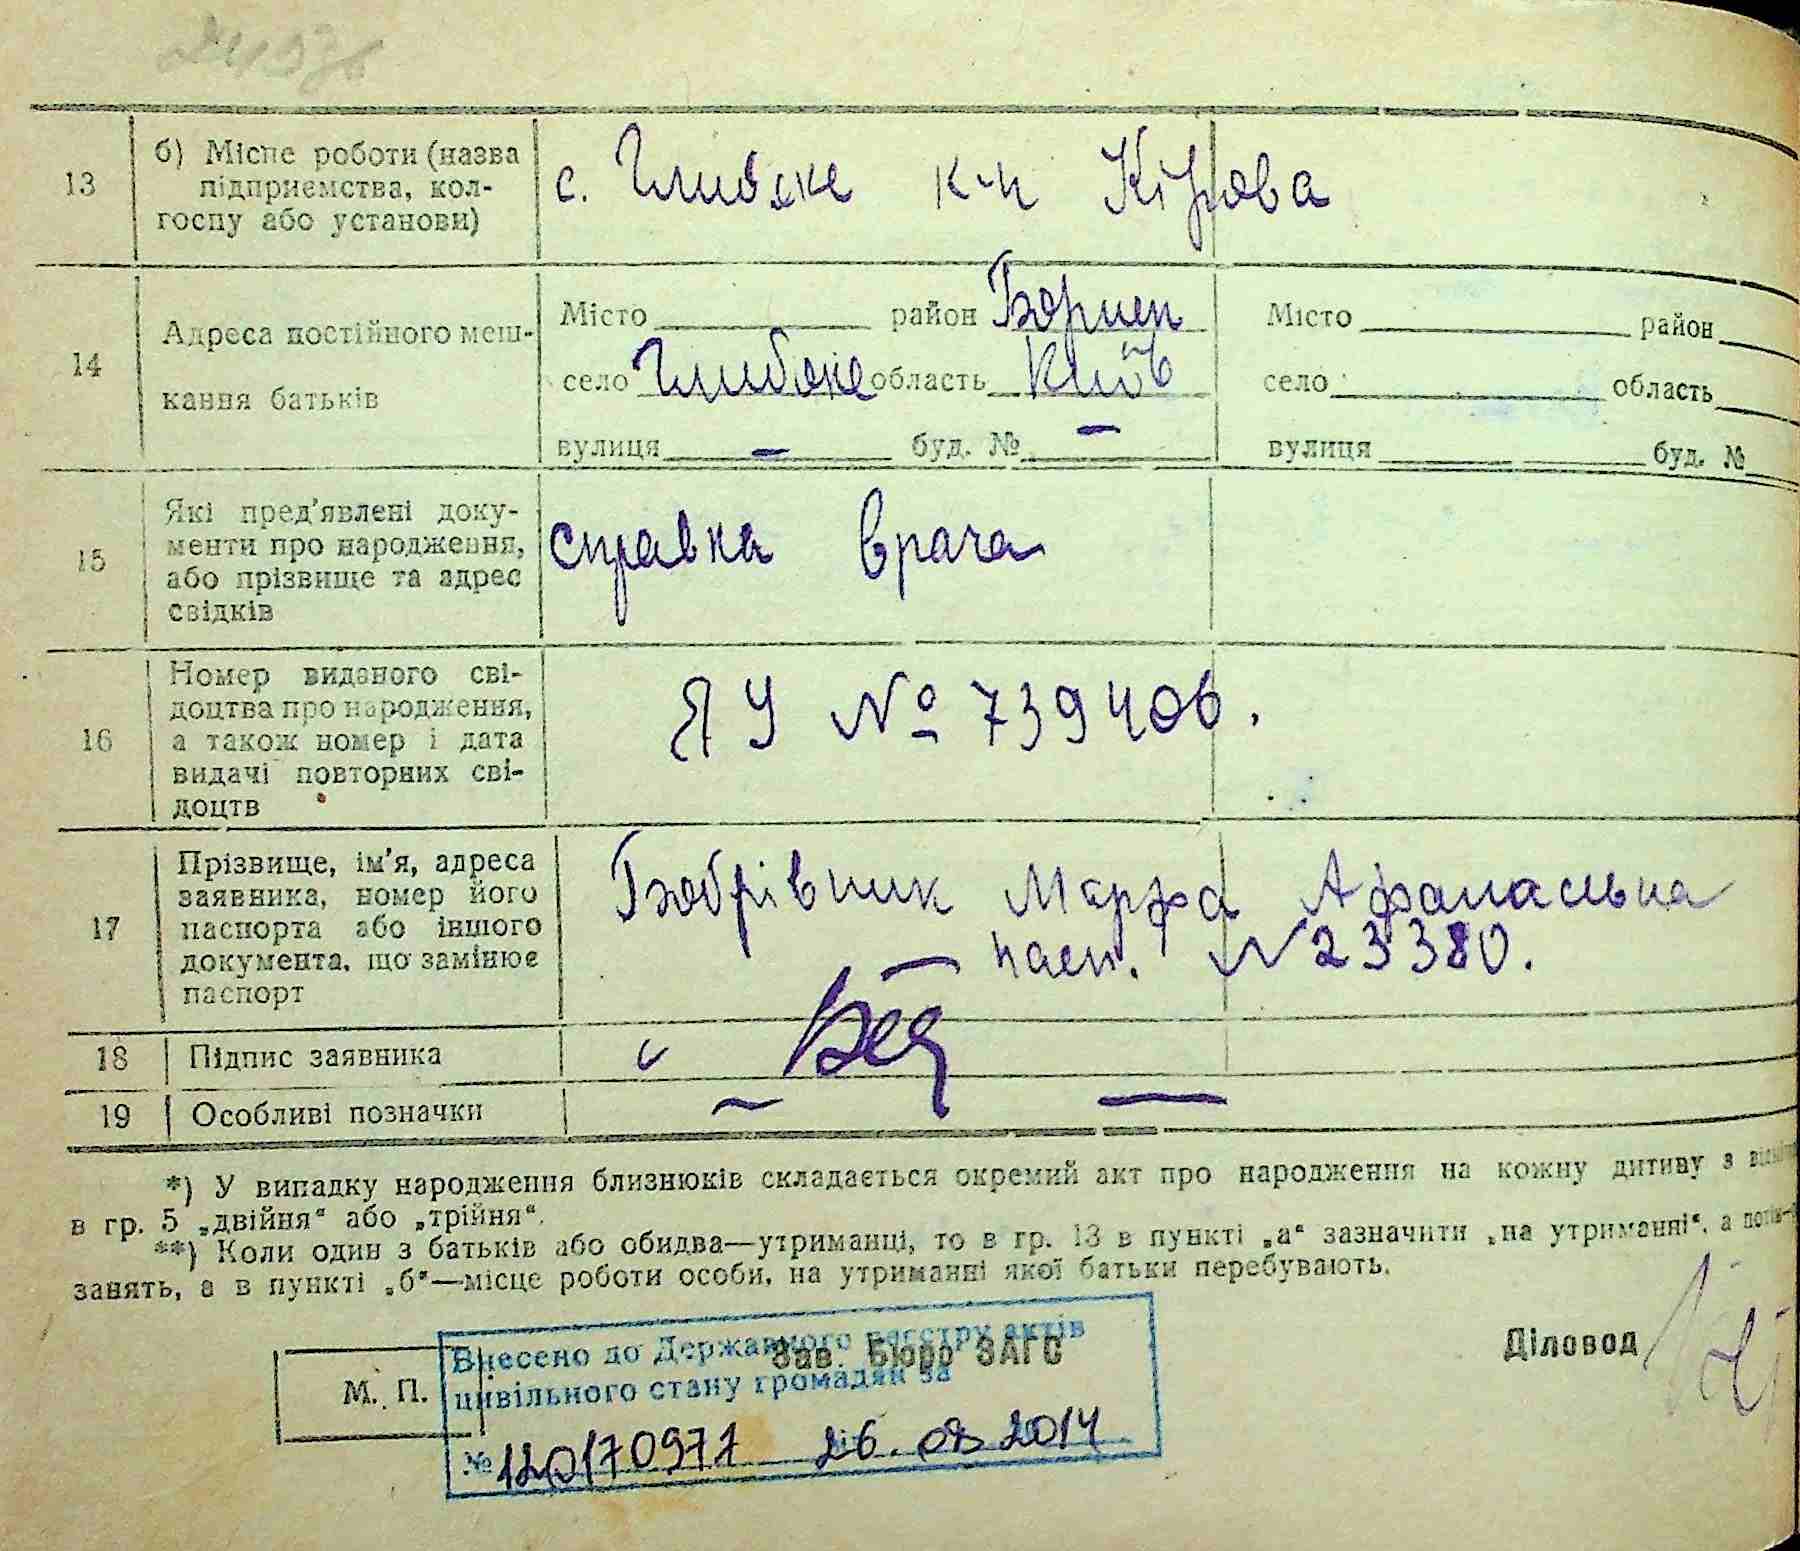 13 б) Місце роботи (назва
підприємства, кол-
госпу або установи)
с. Глибоке к-п Кірова
14 Адреса постійного меш-
кання батьків
Місто район Борисп
село Глибоке область Київ
вулиця — буд. № —
Місто район
село область
вулиця буд. №
15 Які пред'явлені доку-
менти про народження,
або прізвище та адрес
свідків
справка врача
16 Номер виданого сві-
доцтва про народження,
а також номер і дата
видачі повторних сві-
доцтв
ЯУ № 739406.
17 Прізвище, ім'я, адреса
заявника, номер його
паспорта або іншого
документа, що замінює
паспорт
Бобрівник Марфа Афанасьвна
— пасп. №23380.
18 Підпис заявника
19 Особливі позначки
*) У випадку народження близнюків складається окремий акт про народження на кожну дитину з
в гр. 5 „двійня" або „трійня".
**) Коли один з батьків або обидва—утриманці, то в гр. 13 в пункті „а" зазначити „на утриманні", а
занять, а в пункті „б"—місце роботи особи, на утриманні якої батьки перебувають.
М. П.
Зав. Бюро ЗАГС
Діловод
Внесено до Державного реєстру актів
цивільного стану громадян за
№ 120170971 26.08.2014